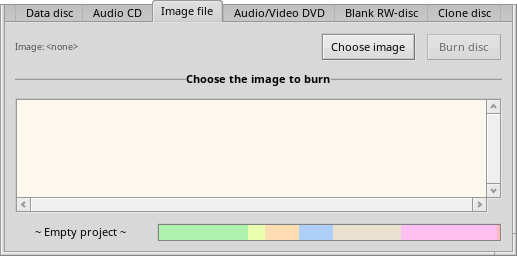 Data disc
Audio CD
Image file
Audio/Video DVD
Blank RW-disc
Clone disc
Image: <none>
Choose image
Burn disc
Choose the image to burn
~ Empty project ~